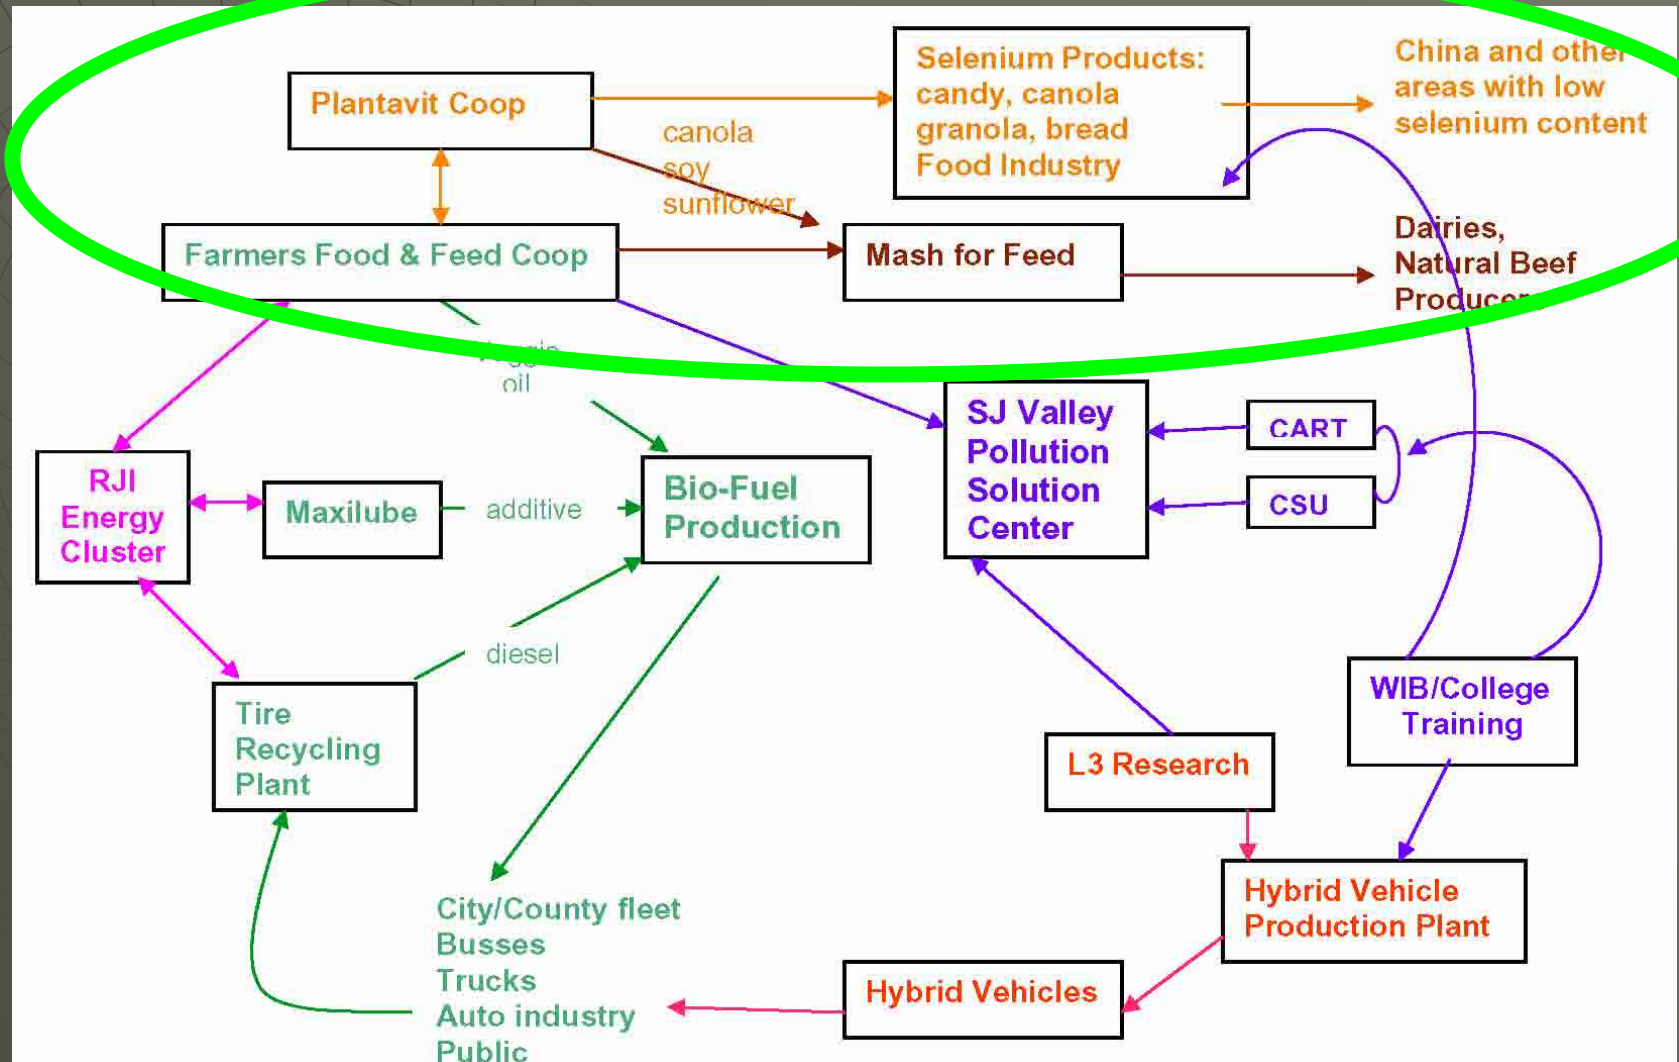 Plantavit Coop
Selenium Products:
candy, canola
granola, bread
Food Industry
China and other
areas with low
selenium content
canola
soy
sunflower
Farmers Food & Feed Coop
Mash for Feed
Dairies,
Natural Beef
Producers
oil
SJ Valley
Pollution
Solution
Center
CART
CSU
RJI
Energy
Cluster
Maxilube
additive
Bio-Fuel
Production
diesel
Tire
Recycling
Plant
L3 Research
WIB/College
Training
Hybrid Vehicle
Production Plant
City/County fleet
Busses
Trucks
Auto industry
Public
Hybrid Vehicles